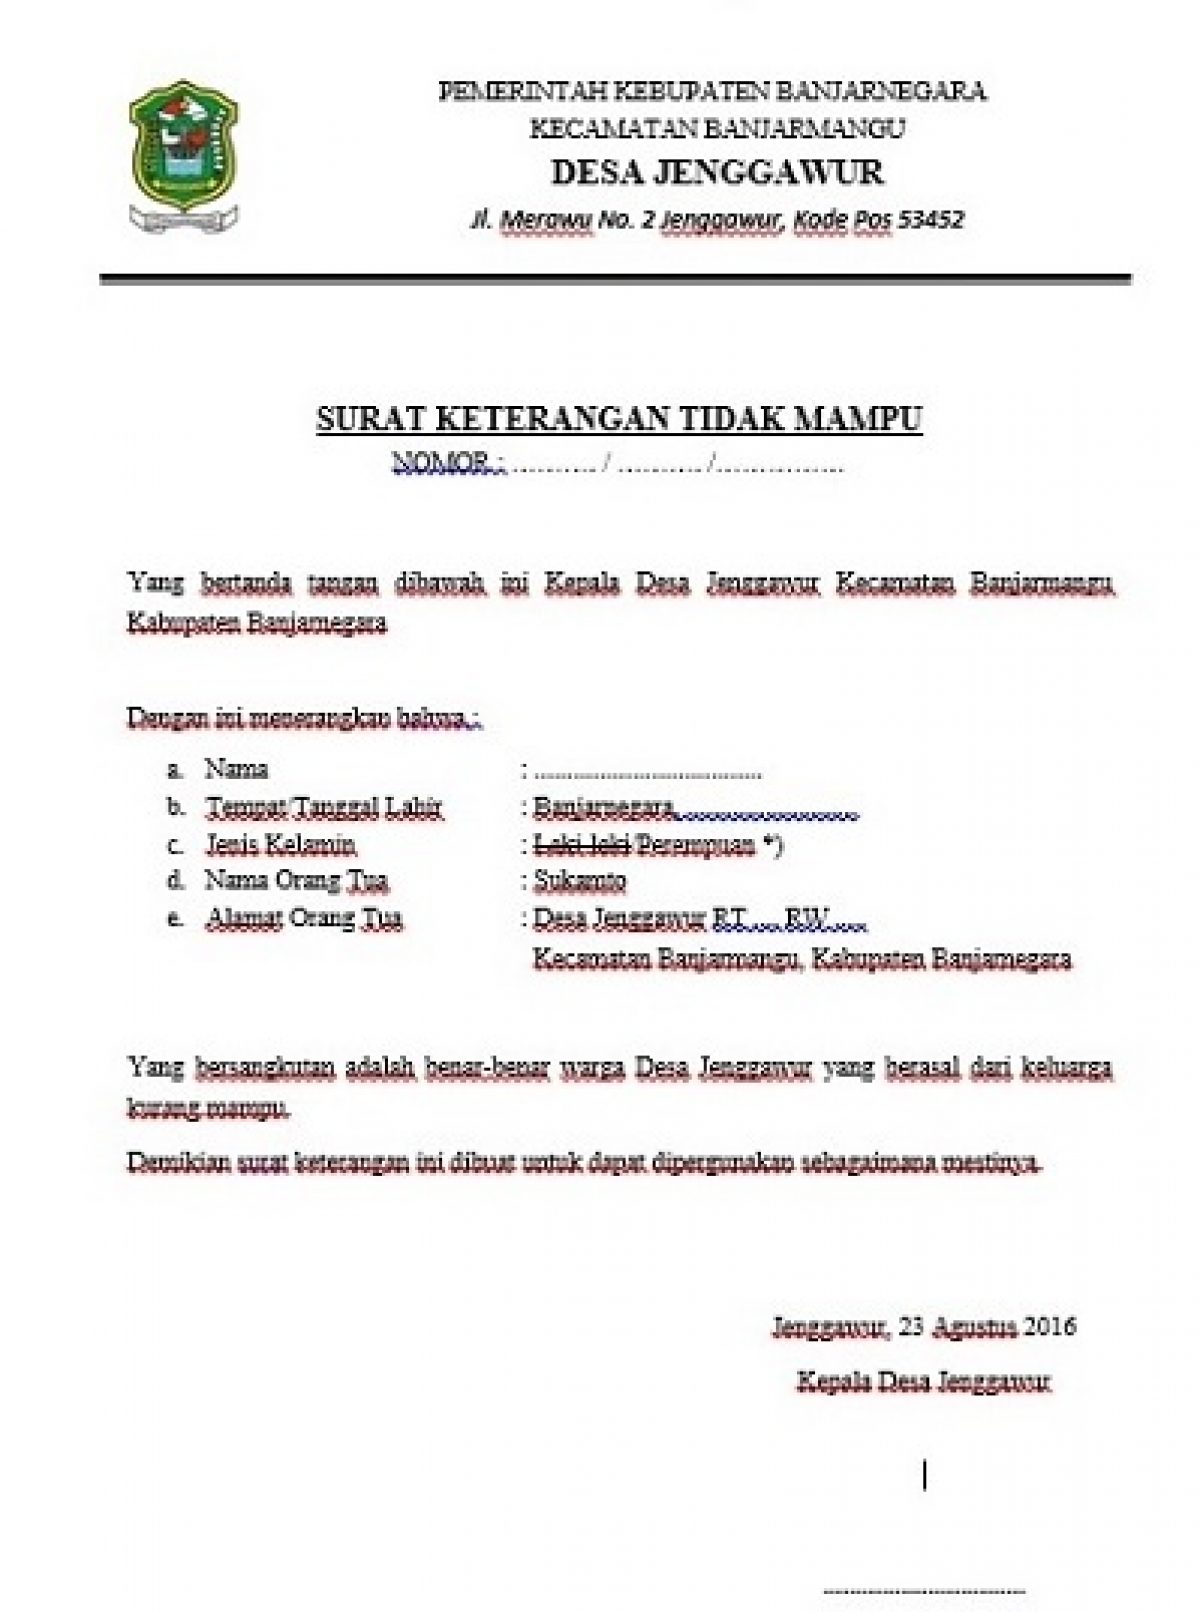 PEMERINTAH KEBUPATEN BANJARNEGARA
KECAMATAN BANJARMANGU
DESA JENGGAWUR
Jl. Merawu No. 2 Jenggawur, Kode Pos 53452
SURAT KETERANGAN TIDAK MAMPU
NOMOR : .......... / .......... /...............
Yang bertanda tangan dibawah ini Kepala Desa Jenggawur Kecamatan Banjarmangu
Kabupaten Banjarnegara
Dengan ini menerangkan bahwa :
a. Nama : ...................................
b. Tempat/Tanggal Lahir : Banjarnegara,..........................
c. Jenis Kelamin : Laki-laki/Perempuan *)
d. Nama Orang Tua : Sukamto
e. Alamat Orang Tua : Desa Jenggawur RT .... RW ....
Kecamatan Banjarmangu, Kabupaten Banjarnegara
Yang bersangkutan adalah benar-benar warga Desa Jenggawur yang berasal dari keluarga
kurang mampu.
Demikian surat keterangan ini dibuat untuk dapat dipergunakan sebagaimana mestinya.
Jenggawur, 23 Agustus 2016
Kepala Desa Jenggawur
...............................